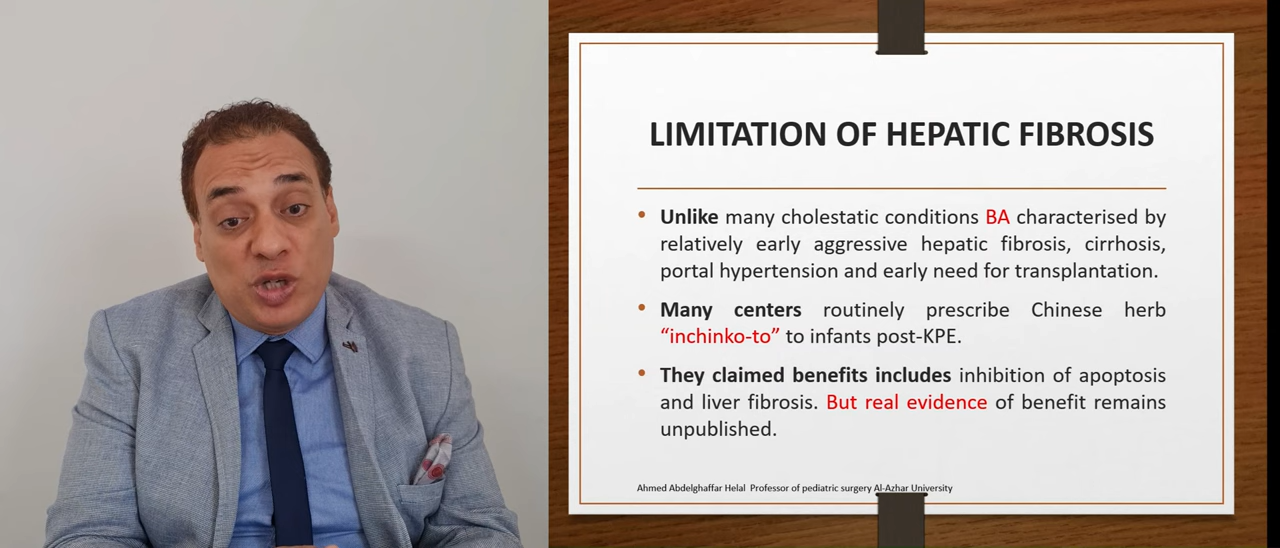 LIMITATION OF HEPATIC FIBROSIS
• Unlike many cholestatic conditions BA characterised by
relatively early aggressive hepatic fibrosis, cirrhosis,
portal hypertension and early need for transplantation.
• Many centers routinely prescribe Chinese herb
“inchinko-to” to infants post-KPE.
• They claimed benefits includes inhibition of apoptosis
and liver fibrosis. But real evidence of benefit remains
unpublished.
Ahmed Abdelghaffar Helal Professor of pediatric surgery Al-Azhar University